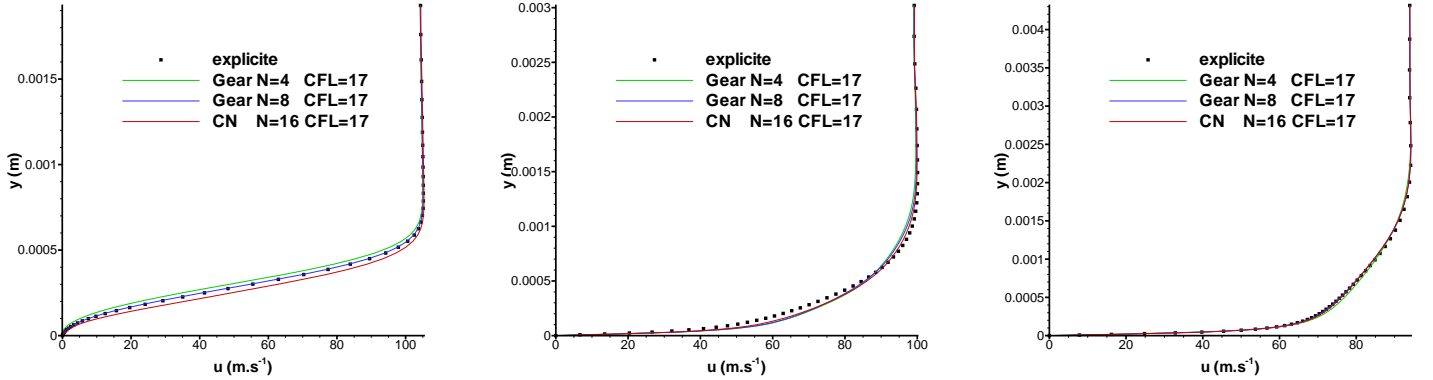 0.0015
0.001
0.0005
0
y (m)
0 20 40 60 80 100
u (m.s-1)
explicite
Gear N=4 CFL=17
Gear N=8 CFL=17
CN N=16 CFL=17
0.003
0.0025
0.002
0.0015
0.001
0.0005
0
y (m)
0 20 40 60 80 100
u (m.s-1)
explicite
Gear N=4 CFL=17
Gear N=8 CFL=17
CN N=16 CFL=17
0.004
0.0035
0.003
0.0025
0.002
0.0015
0.001
0.0005
0
y (m)
0 20 40 60 80
u (m.s-1)
explicite
Gear N=4 CFL=17
Gear N=8 CFL=17
CN N=16 CFL=17